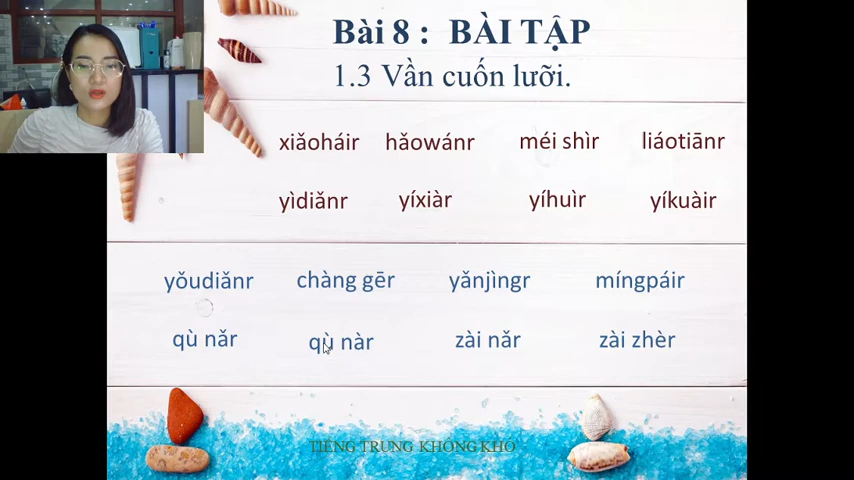 Bài 8 : BÀI TẬP
1.3 Vần cuốn lưỡi.
xiǎoháir hǎowánr méi shìr liáotiānr
yìdiǎnr yíxiàr yíhuìr yíkuàir
yǒudiǎnr chàng gēr yǎnjìngr míngpáir
qù nǎr qù nàr zài nǎr zài zhèr
TIẾNG TRUNG KHÔNG KHÓ